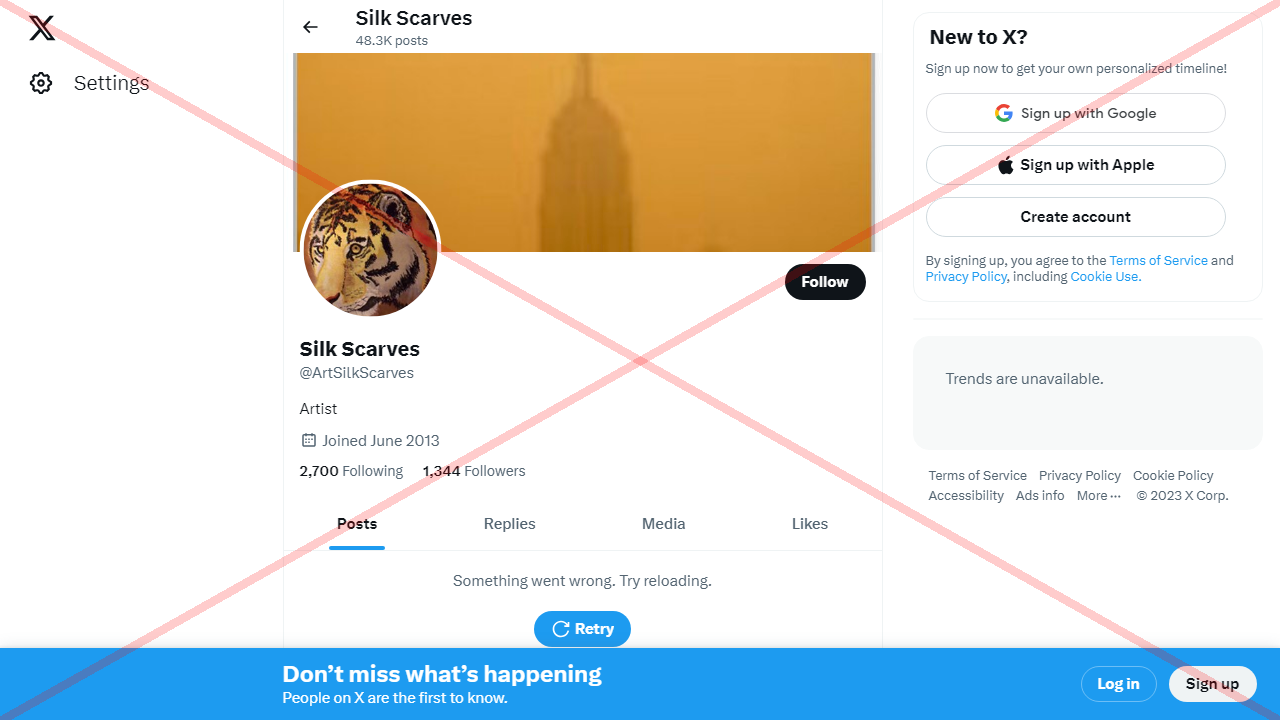 Settings
Silk Scarves
48.3K posts
Follow
Silk Scarves
@ArtSilkScarves
Artist
Joined June 2013
2,700 Following 1,344 Followers
Posts Replies Media Likes
Something went wrong. Try reloading.
Retry
New to X?
Sign up now to get your own personalized timeline!
Sign up with Google
Sign up with Apple
Create account
By signing up, you agree to the Terms of Service and
Privacy Policy, including Cookie Use.
Trends are unavailable.
Terms of Service Privacy Policy Cookie Policy
Accessibility Ads info More ··· © 2023 X Corp.
Don’t miss what’s happening
People on X are the first to know.
Log in Sign up